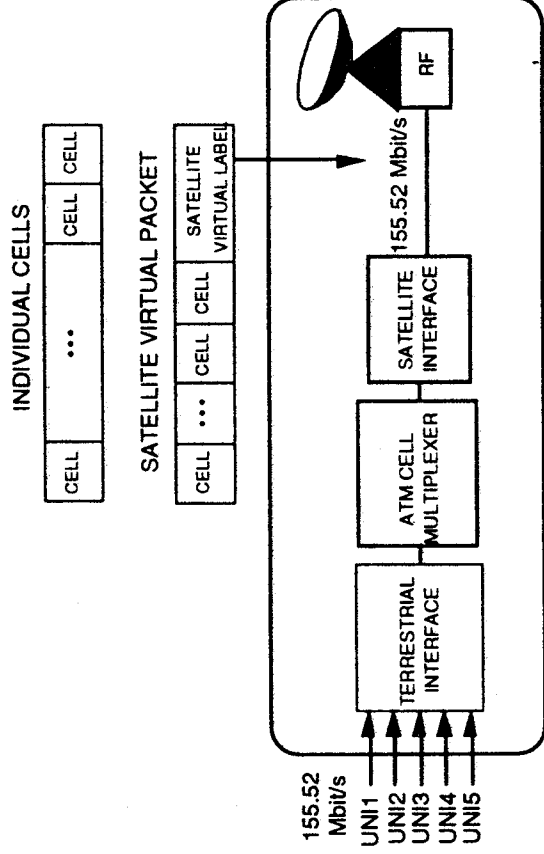 INDIVIDUAL CELLS
CELL ••• CELL CELL
SATELLITE VIRTUAL PACKET
CELL ••• CELL CELL SATELLITE
VIRTUAL LABEL
155.52
Mbit/s
UNI1
UNI2
UNI3
UNI4
UNI5
TERRESTRIAL
INTERFACE
ATM CELL
MULTIPLEXER
SATELLITE
INTERFACE
155.52 Mbit/s
RF